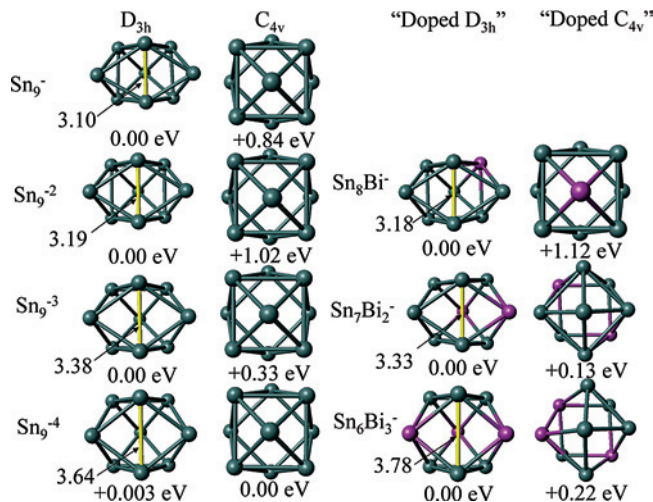 D₃ₕ C₄ᵥ "Doped D₃ₕ" "Doped C₄ᵥ"
Sn₉⁻
3.10
0.00 eV +0.84 eV
Sn₉⁻² Sn₈Bi⁻
3.19 3.18
0.00 eV +1.02 eV 0.00 eV +1.12 eV
Sn₉⁻³ Sn₇Bi₂⁻
3.38 3.33
0.00 eV +0.33 eV 0.00 eV +0.13 eV
Sn₉⁻⁴ Sn₆Bi₃⁻
3.64 3.78
+0.003 eV 0.00 eV 0.00 eV +0.22 eV